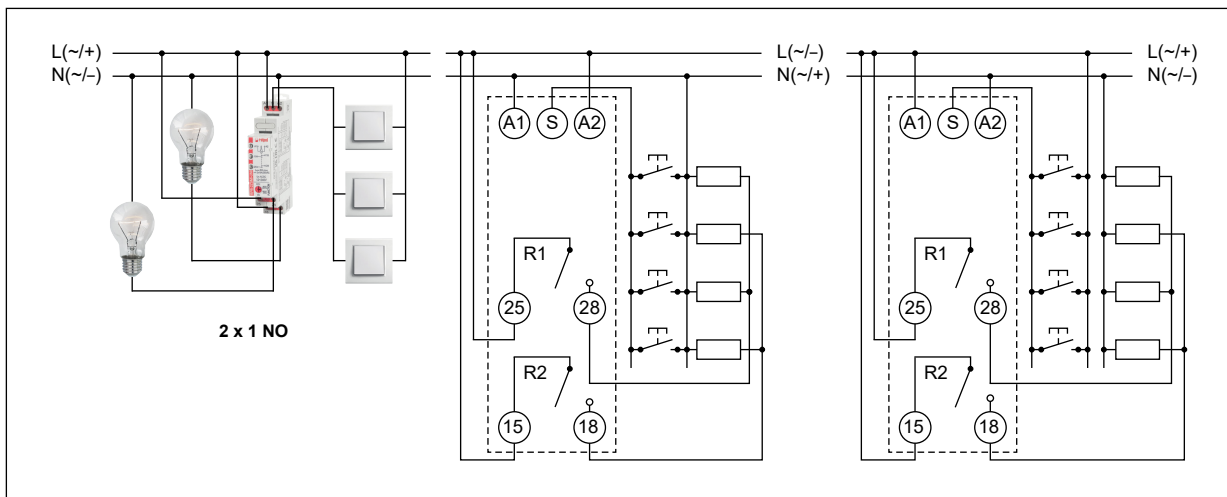 L(~/+)
N(~/–)
2 x 1 NO
A1 S A2
R1
25 28
R2
15 18
L(~/–)
N(~/+)
A1 S A2
R1
25 28
R2
15 18
L(~/+)
N(~/–)